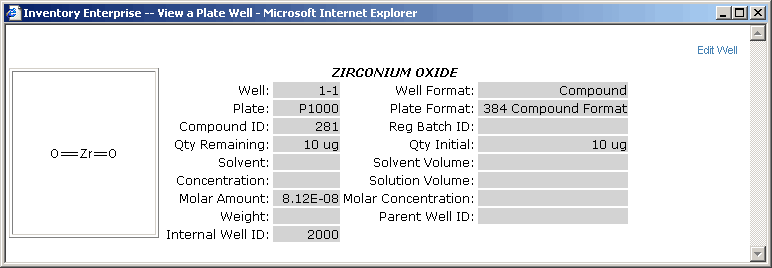 Inventory Enterprise -- View a Plate Well - Microsoft Internet Explorer
Edit Well
ZIRCONIUM OXIDE
Well: 1-1 Well Format: Compound
Plate: P1000 Plate Format: 384 Compound Format
Compound ID: 281 Reg Batch ID:
Qty Remaining: 10 ug Qty Initial: 10 ug
Solvent: Solvent Volume:
O=Zr=O
Concentration: Solution Volume:
Molar Amount: 8.12E-08 Molar Concentration:
Weight: Parent Well ID:
Internal Well ID: 2000